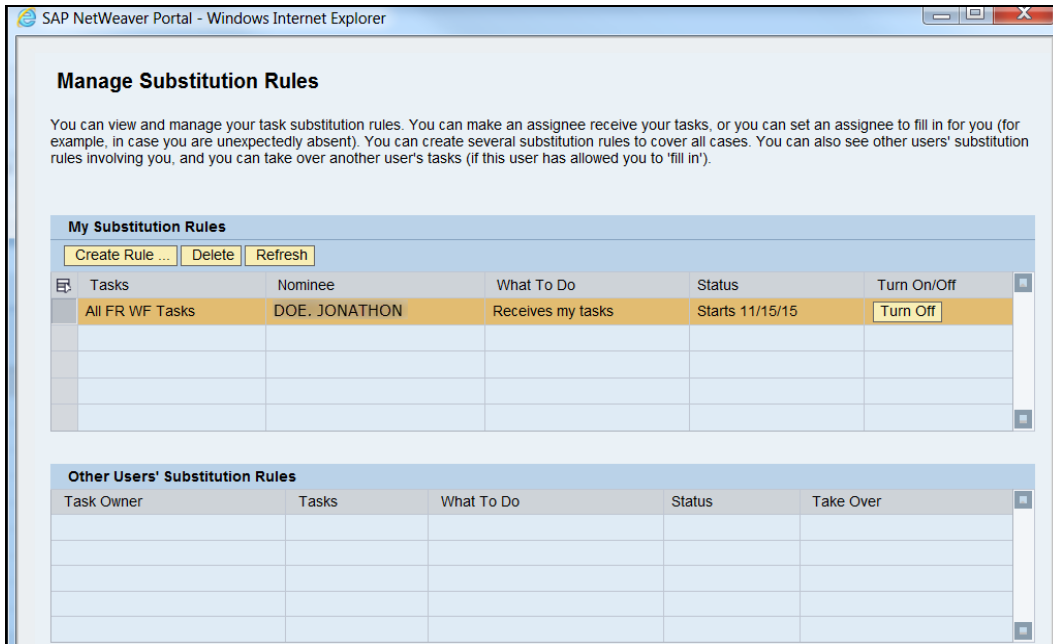 SAP NetWeaver Portal - Windows Internet Explorer
Manage Substitution Rules
You can view and manage your task substitution rules. You can make an assignee receive your tasks, or you can set an assignee to fill in for you (for
example, in case you are unexpectedly absent). You can create several substitution rules to cover all cases. You can also see other users' substitution
rules involving you, and you can take over another user's tasks (if this user has allowed you to 'fill in').
My Substitution Rules
Create Rule ... Delete Refresh
Tasks Nominee What To Do Status Turn On/Off
All FR WF Tasks DOE. JONATHON Receives my tasks Starts 11/15/15 Turn Off
Other Users' Substitution Rules
Task Owner Tasks What To Do Status Take Over